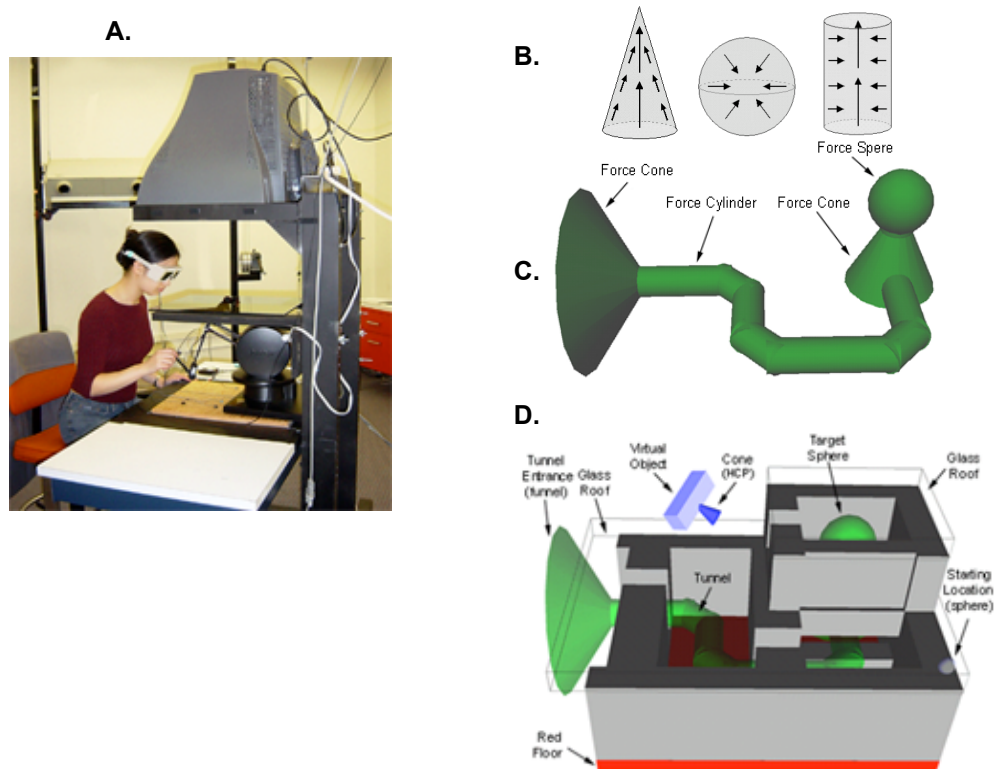 A.
B.
Force Spere
Force Cone
Force Cylinder
Force Cone
C.
D.
Tunnel
Entrance
(funnel)
Glass
Roof
Virtual
Object
Cone
(HCP)
Target
Sphere
Glass
Roof
Tunnel
Starting
Location
(sphere)
Red
Floor